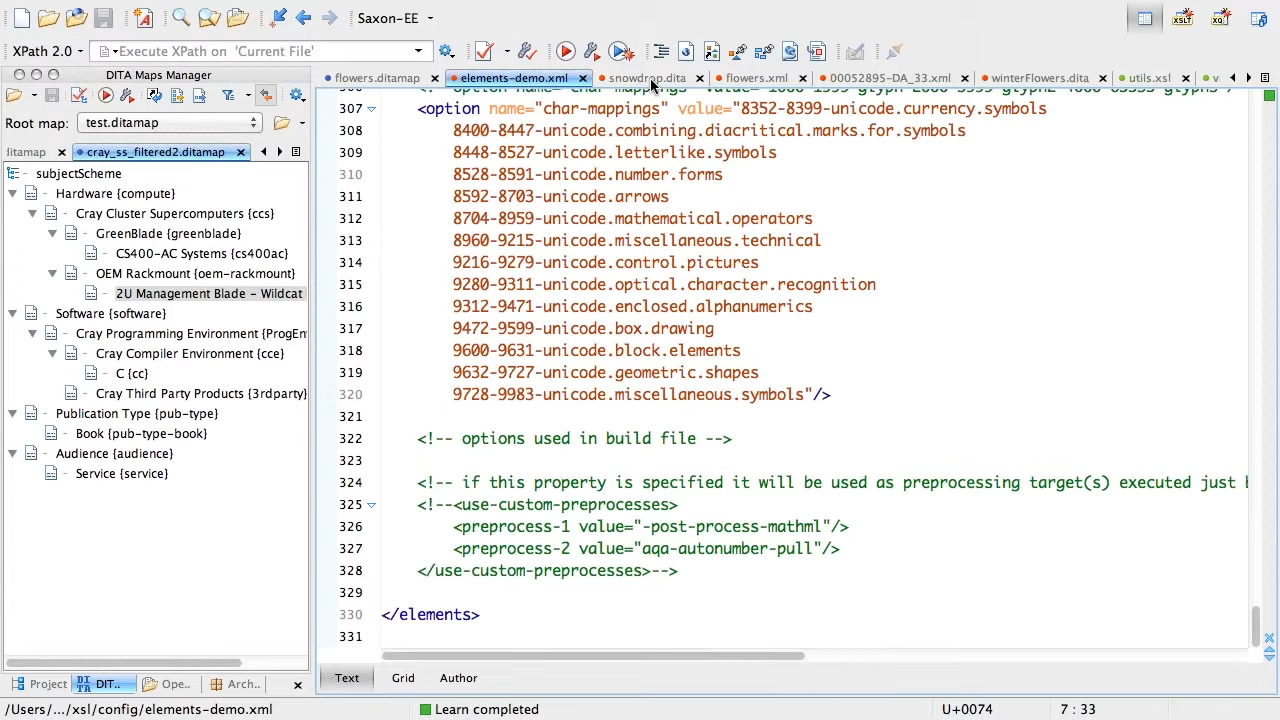 Saxon-EE
XPath 2.0
Execute XPath on 'Current File'
DITA Maps Manager
flowers.ditamap
elements-demo.xml
snowdrop.dita
flowers.xml
00052895-DA_33.xml
winterFlowers.dita
utils.xsl
Root map: test.ditamap
litamap
cray_ss_filtered2.ditamap
subjectScheme
Hardware {compute}
Cray Cluster Supercomputers {ccs}
GreenBlade {greenblade}
CS400-AC Systems {cs400ac}
OEM Rackmount {oem-rackmount}
2U Management Blade – Wildcat
Software {software}
Cray Programming Environment {ProgEn
Cray Compiler Environment {cce}
C {cc}
Cray Third Party Products {3rdparty}
Publication Type {pub-type}
Book {pub-type-book}
Audience {audience}
Service {service}
307 <option name="char-mappings" value="8352-8399-unicode.currency.symbols
308 8400-8447-unicode.combining.diacritical.marks.for.symbols
309 8448-8527-unicode.letterlike.symbols
310 8528-8591-unicode.number.forms
311 8592-8703-unicode.arrows
312 8704-8959-unicode.mathematical.operators
313 8960-9215-unicode.miscellaneous.technical
314 9216-9279-unicode.control.pictures
315 9280-9311-unicode.optical.character.recognition
316 9312-9471-unicode.enclosed.alphanumerics
317 9472-9599-unicode.box.drawing
318 9600-9631-unicode.block.elements
319 9632-9727-unicode.geometric.shapes
320 9728-9983-unicode.miscellaneous.symbols"/>
321
322 <!-- options used in build file -->
323
324 <!-- if this property is specified it will be used as preprocessing target(s) executed just
325 <!--<use-custom-preprocesses>
326 <preprocess-1 value="-post-process-mathml"/>
327 <preprocess-2 value="aqa-autonumber-pull"/>
328 </use-custom-preprocesses>-->
329
330 </elements>
331
Text Grid Author
Project
DIT..
Ope..
Arch..
/Users/.../xsl/config/elements-demo.xml
Learn completed
U+0074
7 : 33